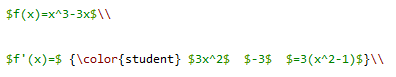 $f(x)=x^3-3x$\\
$f'(x)=$ {\color{student} $3x^2$ $-3$ $=3(x^2-1)$}\\